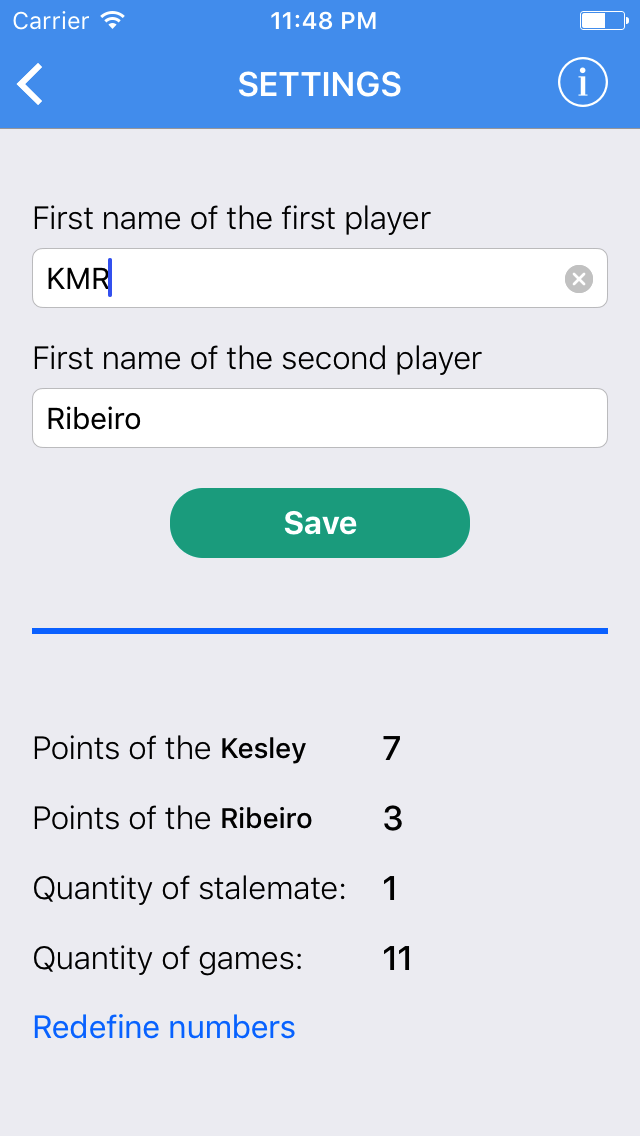 Carrier 11:48 PM
SETTINGS
First name of the first player
KMR
First name of the second player
Ribeiro
Save
Points of the Kesley 7
Points of the Ribeiro 3
Quantity of stalemate: 1
Quantity of games: 11
Redefine numbers